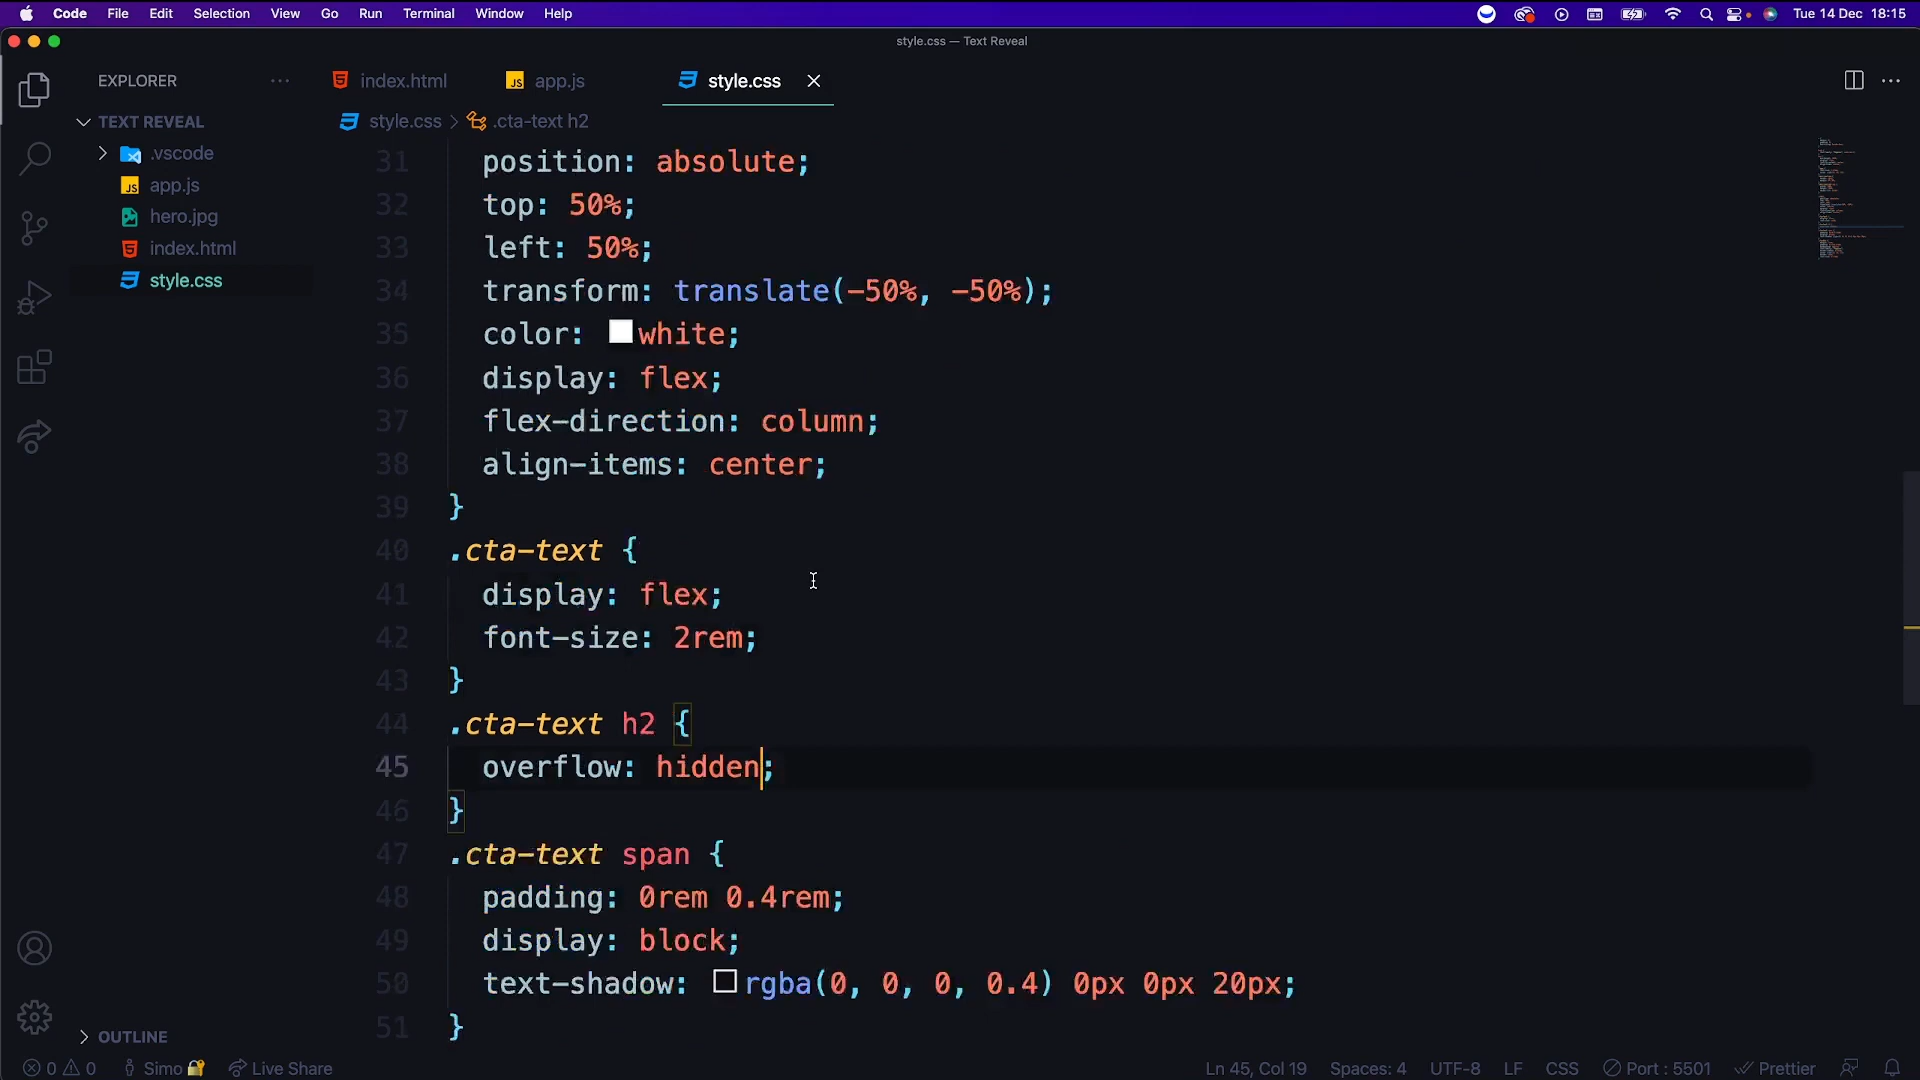 Code File Edit Selection View Go Run Terminal Window Help Tue 14 Dec 18:15
style.css — Text Reveal
EXPLORER ··· index.html app.js style.css
TEXT REVEAL
style.css > .cta-text h2
.vscode
app.js
hero.jpg
index.html
style.css
31 position: absolute;
32 top: 50%;
33 left: 50%;
34 transform: translate(-50%, -50%);
35 color: white;
36 display: flex;
37 flex-direction: column;
38 align-items: center;
39 }
40 .cta-text {
41 display: flex;
42 font-size: 2rem;
43 }
44 .cta-text h2 {
45 overflow: hidden;
46 }
47 .cta-text span {
48 padding: 0rem 0.4rem;
49 display: block;
50 text-shadow: rgba(0, 0, 0, 0.4) 0px 0px 20px;
51 }
OUTLINE
0 0 Simo Live Share Ln 45, Col 19 Spaces: 4 UTF-8 LF CSS Port : 5501 Prettier